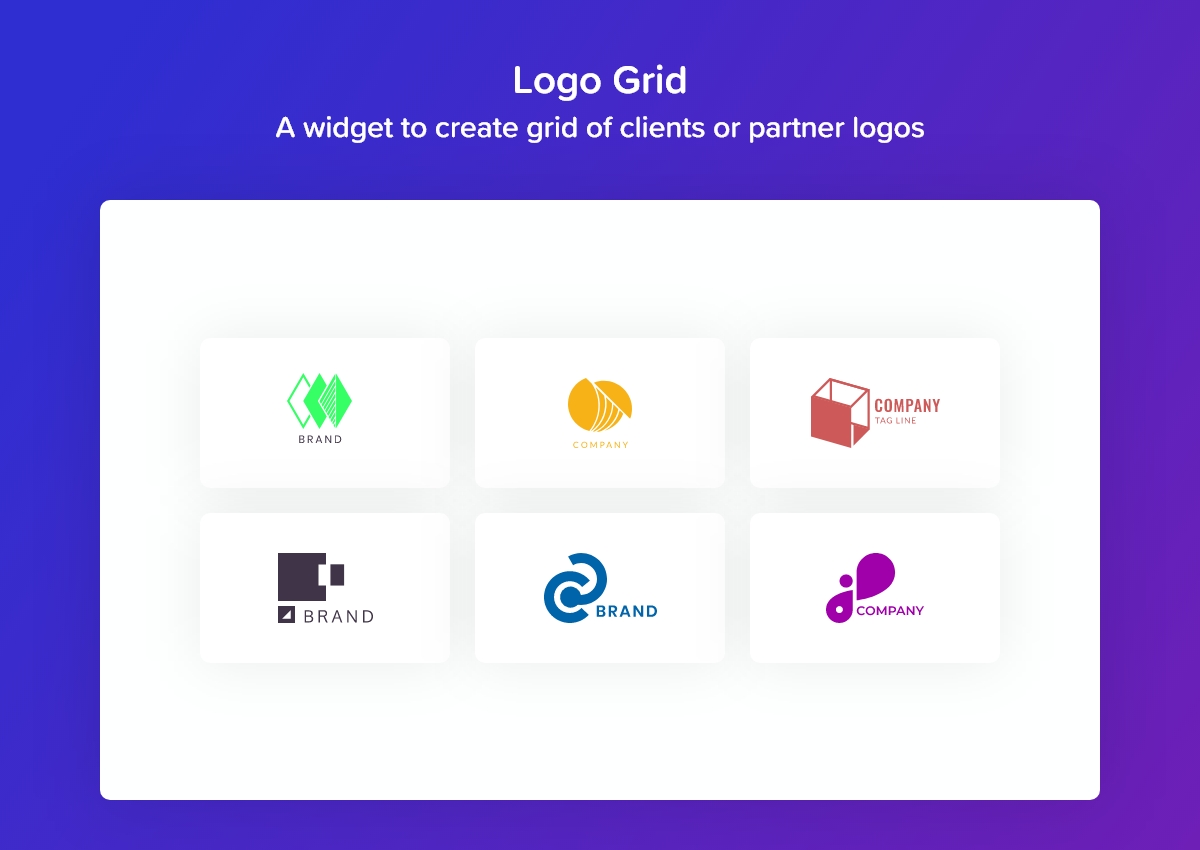 Logo Grid
A widget to create grid of clients or partner logos
BRAND
COMPANY
COMPANY
TAG LINE
BRAND
BRAND
COMPANY